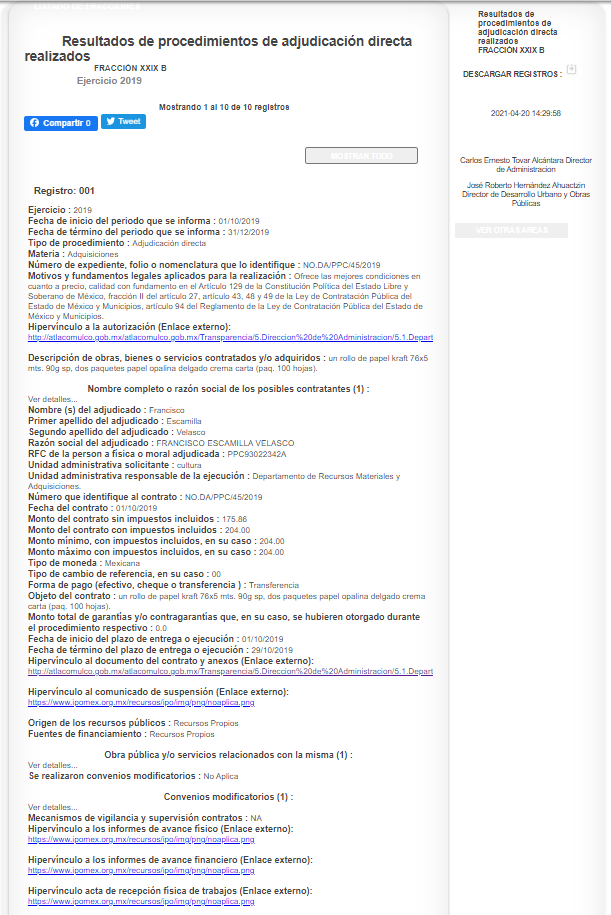 LISTADO DE FRACCIONES
Resultados de procedimientos de adjudicación directa
realizados
FRACCIÓN XXIX B
Ejercicio 2019
Mostrando 1 al 10 de 10 registros
Compartir 0
Tweet
MOSTRAR TODO
Registro: 001
Ejercicio : 2019
Fecha de inicio del periodo que se informa : 01/10/2019
Fecha de término del periodo que se informa : 31/12/2019
Tipo de procedimiento : Adjudicación directa
Materia : Adquisiciones
Número de expediente, folio o nomenclatura que lo identifique : NO.DA/PPC/45/2019
Motivos y fundamentos legales aplicados para la realización : Ofrece las mejores condiciones en
cuanto a precio, calidad con fundamento en el Artículo 129 de la Constitución Política del Estado Libre y
Soberano de México, fracción II del artículo 27, artículo 43, 48 y 49 de la Ley de Contratación Pública del
Estado de México y Municipios, artículo 94 del Reglamento de la Ley de Contratación Pública del Estado de
México y Municipios.
Hipervínculo a la autorización (Enlace externo):
http://atlacomulco.gob.mx/atlacomulco.gob.mx/Transparencia/5.Direccion%20de%20Administracion/5.1.Depart
Descripción de obras, bienes o servicios contratados y/o adquiridos : un rollo de papel kraft 76x5
mts. 90g sp, dos paquetes papel opalina delgado crema carta (paq. 100 hojas).
Nombre completo o razón social de los posibles contratantes (1) :
Ver detalles...
Nombre (s) del adjudicado : Francisco
Primer apellido del adjudicado : Escamilla
Segundo apellido del adjudicado : Velasco
Razón social del adjudicado : FRANCISCO ESCAMILLA VELASCO
RFC de la person a física o moral adjudicada : PPC93022342A
Unidad administrativa solicitante : cultura
Unidad administrativa responsable de la ejecución : Departamento de Recursos Materiales y
Adquisiciones.
Número que identifique al contrato : NO.DA/PPC/45/2019
Fecha del contrato : 01/10/2019
Monto del contrato sin impuestos incluidos : 175.86
Monto del contrato con impuestos incluidos : 204.00
Monto mínimo, con impuestos incluidos, en su caso : 204.00
Monto máximo con impuestos incluidos, en su caso : 204.00
Tipo de moneda : Mexicana
Tipo de cambio de referencia, en su caso : 00
Forma de pago (efectivo, cheque o transferencia ) : Transferencia
Objeto del contrato : un rollo de papel kraft 76x5 mts. 90g sp, dos paquetes papel opalina delgado crema
carta (paq. 100 hojas).
Monto total de garantías y/o contragarantías que, en su caso, se hubieren otorgado durante
el procedimiento respectivo : 0.0
Fecha de inicio del plazo de entrega o ejecución : 01/10/2019
Fecha de término del plazo de entrega o ejecución : 29/10/2019
Hipervínculo al documento del contrato y anexos (Enlace externo):
http://atlacomulco.gob.mx/atlacomulco.gob.mx/Transparencia/5.Direccion%20de%20Administracion/5.1.Depart
Hipervínculo al comunicado de suspensión (Enlace externo):
https://www.ipomex.org.mx/recursos/ipo/img/png/noaplica.png
Origen de los recursos públicos : Recursos Propios
Fuentes de financiamiento : Recursos Propios
Obra pública y/o servicios relacionados con la misma (1) :
Ver detalles...
Se realizaron convenios modificatorios : No Aplica
Convenios modificatorios (1) :
Ver detalles...
Mecanismos de vigilancia y supervisión contratos : NA
Hipervínculo a los informes de avance físico (Enlace externo):
https://www.ipomex.org.mx/recursos/ipo/img/png/noaplica.png
Hipervínculo a los informes de avance financiero (Enlace externo):
https://www.ipomex.org.mx/recursos/ipo/img/png/noaplica.png
Hipervínculo acta de recepción física de trabajos (Enlace externo):
https://www.ipomex.org.mx/recursos/ipo/img/png/noaplica.png
Resultados de
procedimientos de
adjudicación directa
realizados
FRACCIÓN XXIX B
DESCARGAR REGISTROS :
2021-04-20 14:29:58
Carlos Ernesto Tovar Alcántara Director
de Administracion
José Roberto Hernández Ahuactzin
Director de Desarrollo Urbano y Obras
Públicas
VER OTRAS AREAS